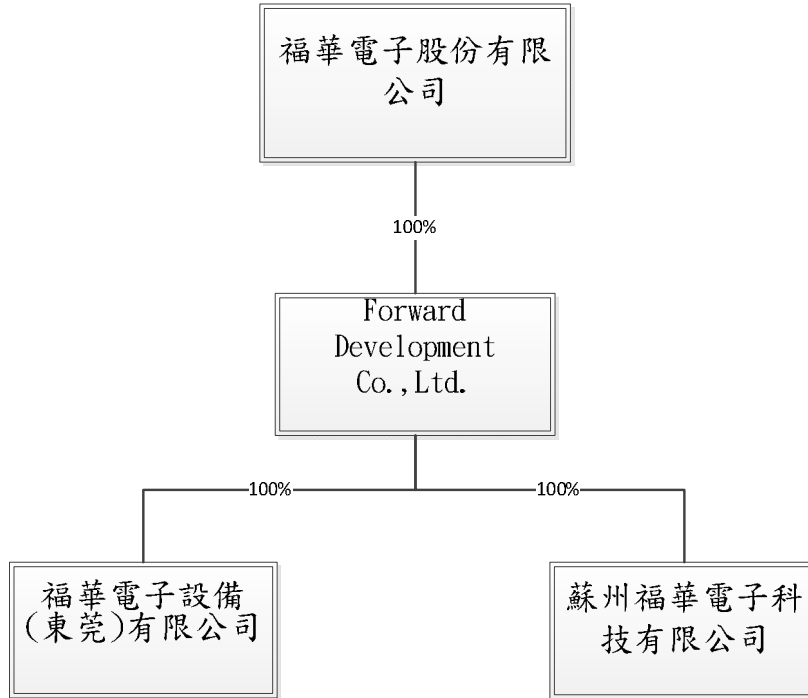 福華電子股份有限
公司
100%
Forward
Development
Co.,Ltd.
100%
100%
福華電子設備
(東莞)有限公司
蘇州福華電子科
技有限公司